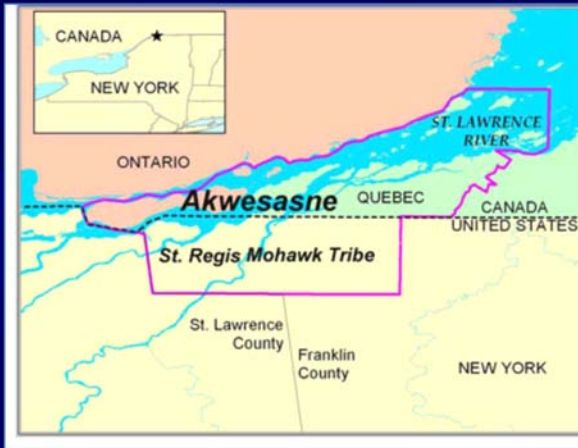 CANADA
NEW YORK
ST. LAWRENCE
RIVER
ONTARIO
Akwesasne
QUEBEC
CANADA
UNITED STATES
St. Regis Mohawk Tribe
St. Lawrence
County
Franklin
County
NEW YORK